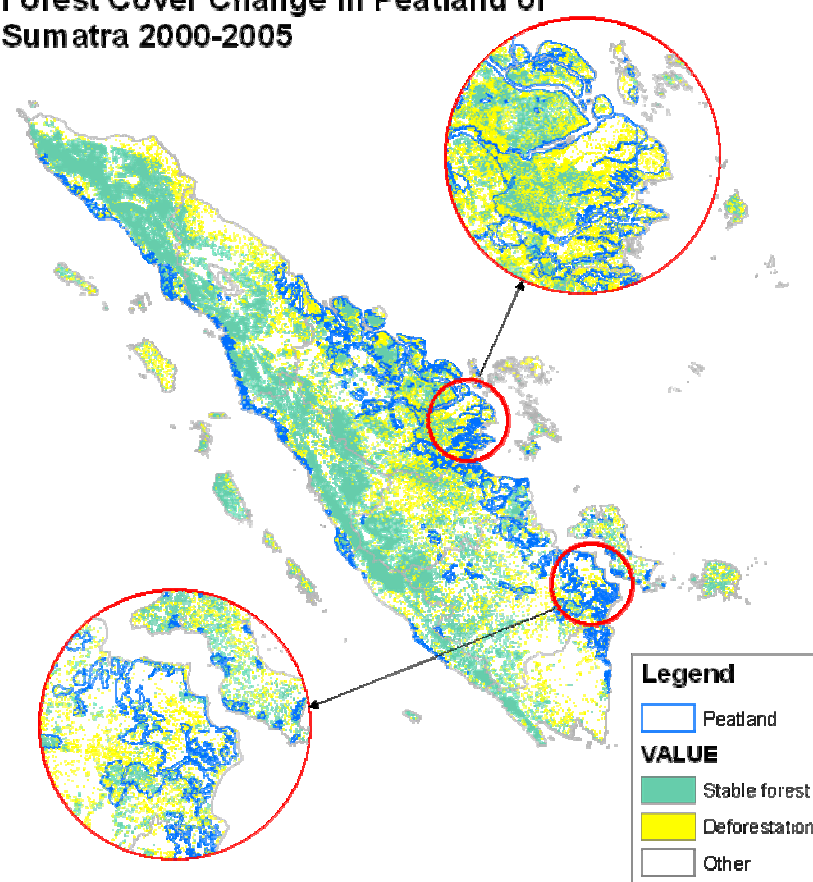 Forest Cover Change in Peatland of
Sumatra 2000-2005
Legend
Peatland
VALUE
Stable forest
Deforestation
Other